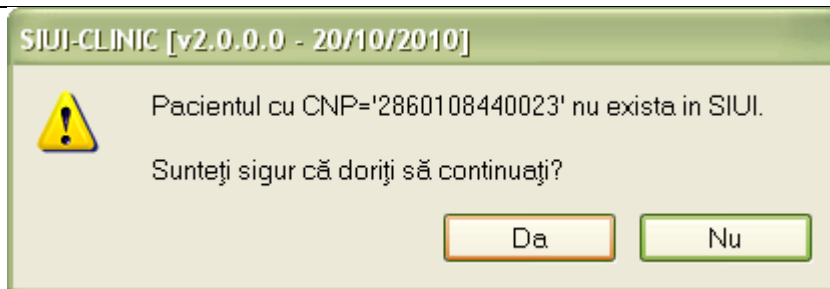 SIUI-CLINIC [v2.0.0.0 - 20/10/2010]
Pacientul cu CNP='2860108440023' nu exista in SIUI.
Sunteţi sigur că doriţi să continuaţi?
Da
Nu